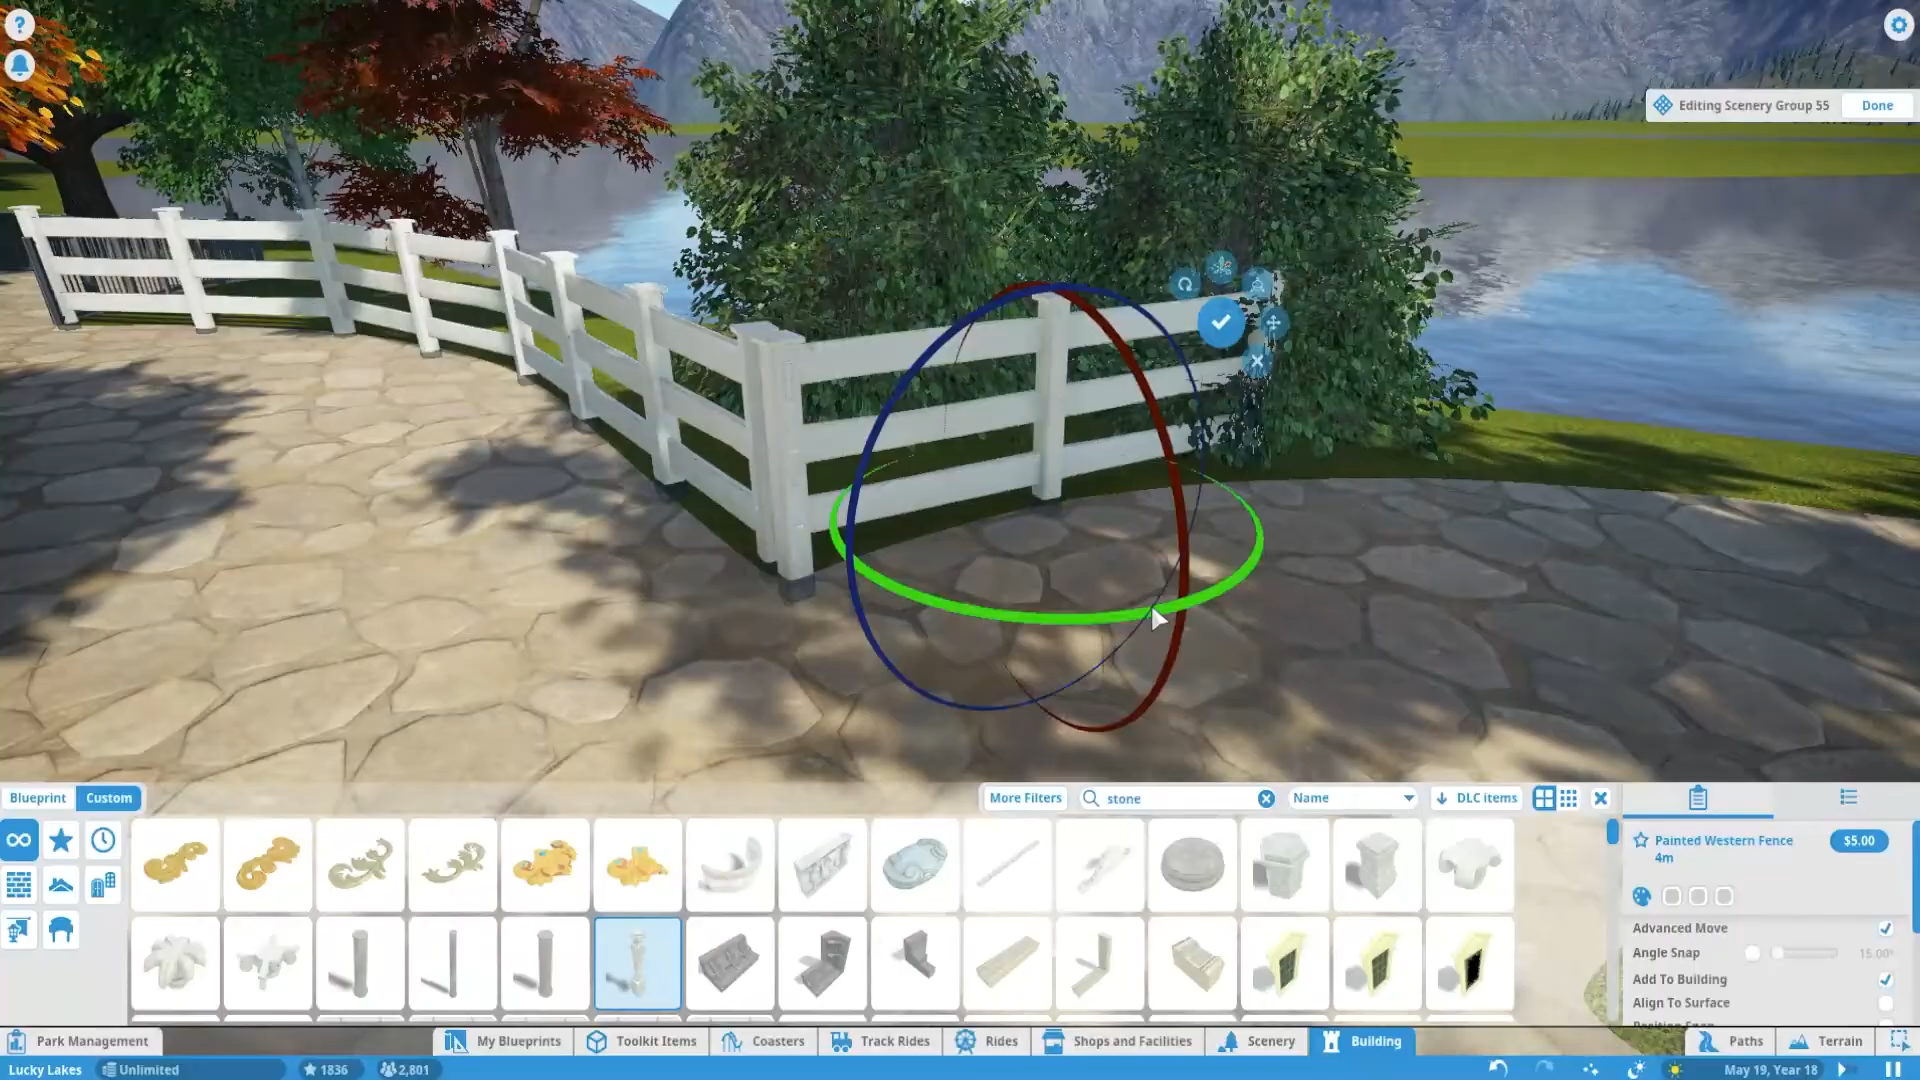 Editing Scenery Group 55 Done
Blueprint Custom More Filters stone Name DLC items
Painted Western Fence 4m $5.00
Advanced Move
Angle Snap 15.00°
Add To Building
Align To Surface
Park Management My Blueprints Toolkit Items Coasters Track Rides Rides Shops and Facilities Scenery Building Paths Terrain
Lucky Lakes Unlimited 1836 2,801 May 19, Year 18